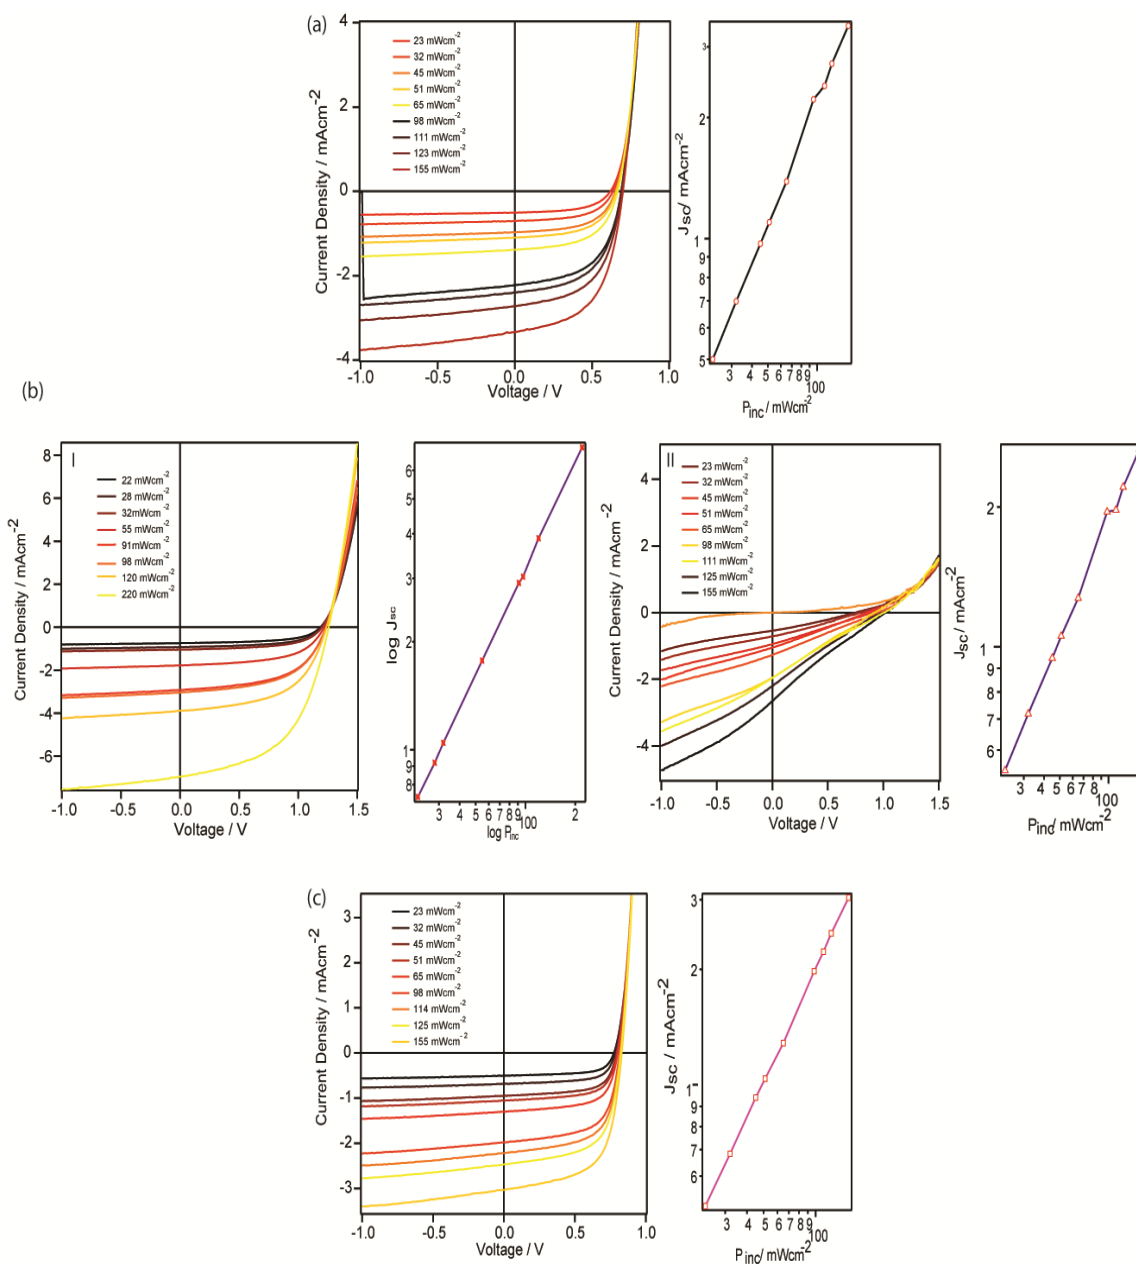 (a)
4
2
0
-2
-4
Current Density / mAcm-2
23 mWcm-2
32 mWcm-2
45 mWcm-2
51 mWcm-2
65 mWcm-2
98 mWcm-2
111 mWcm-2
123 mWcm-2
155 mWcm-2
-1.0 -0.5 0.0 0.5 1.0
Voltage / V
3
2
1
9
8
7
6
5
Jsc/ mAcm-2
3 4 5 6 7 8 9 100
Pinc / mWcm-2
(b)
I
8
6
4
2
0
-2
-4
-6
Current Density / mAcm-2
22 mWcm-2
28 mWcm-2
32mWcm-2
55 mWcm-2
91mWcm-2
98 mWcm-2
120 mWcm-2
220 mWcm-2
-1.0 -0.5 0.0 0.5 1.0 1.5
Voltage / V
6
5
4
3
2
1
9
8
log Jsc
3 4 5 6 7 8 9 100 2
log Pinc
II
4
2
0
-2
-4
Current Density / mAcm-2
23 mWcm-2
32 mWcm-2
45 mWcm-2
51 mWcm-2
65 mWcm-2
98 mWcm-2
111 mWcm-2
125 mWcm-2
155 mWcm-2
-1.0 -0.5 0.0 0.5 1.0 1.5
Voltage / V
2
1
9
8
7
6
Jsc/ mAcm-2
3 4 5 6 7 8 9 100
Pinc/ mWcm-2
(c)
3
2
1
0
-1
-2
-3
Current Density / mAcm-2
23 mWcm-2
32 mWcm-2
45 mWcm-2
51 mWcm-2
65 mWcm-2
98 mWcm-2
114 mWcm-2
125 mWcm-2
155 mWcm-2
-1.0 -0.5 0.0 0.5 1.0
Voltage / V
3
2
1
9
8
7
6
Jsc / mAcm-2
3 4 5 6 7 8 9 100
Pinc/ mWcm-2